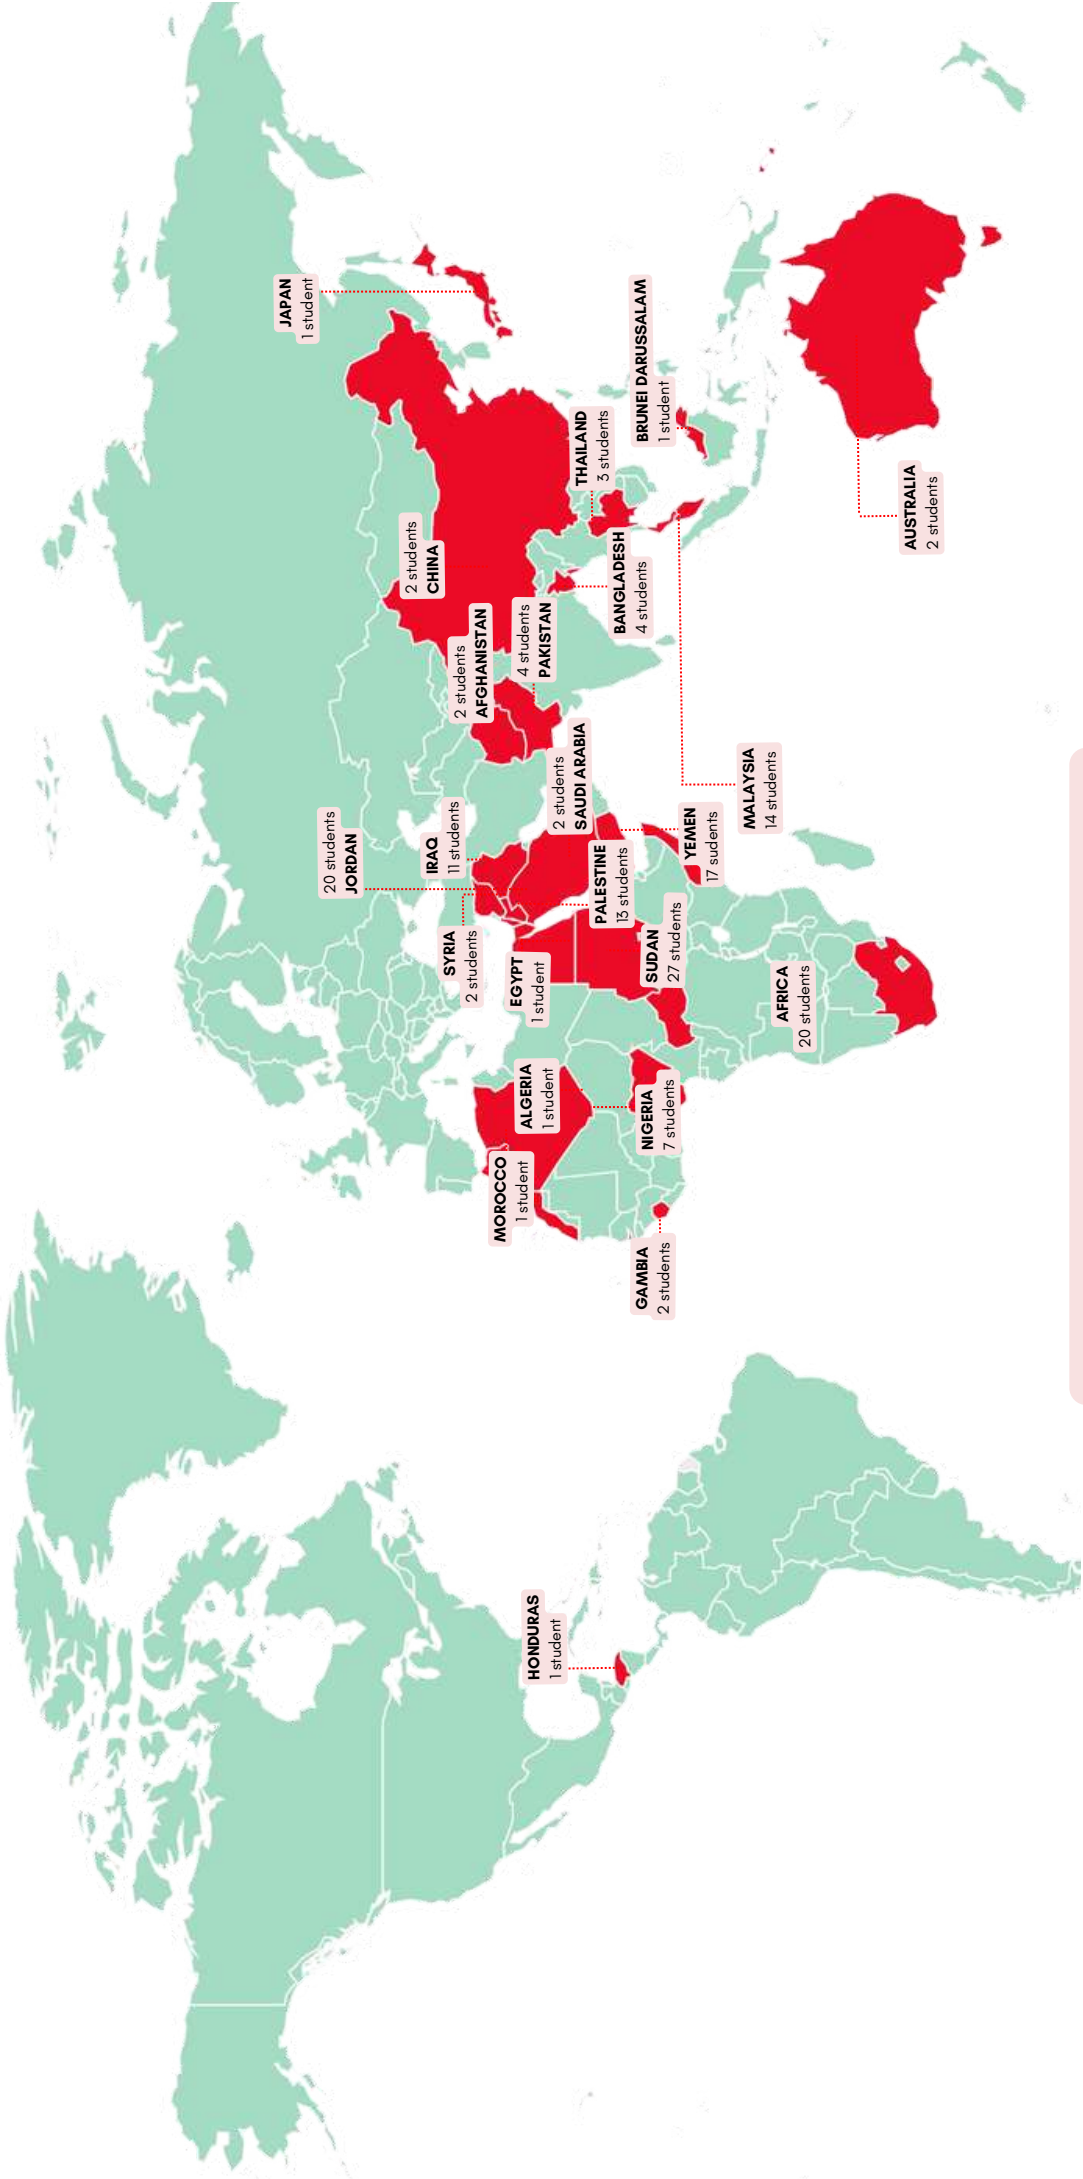 HONDURAS
1 student
GAMBIA
2 students
MOROCCO
1 student
ALGERIA
1 student
NIGERIA
7 students
EGYPT
1 student
SYRIA
2 students
20 students
JORDAN
IRAQ
11 students
SUDAN
27 students
AFRICA
20 students
PALESTINE
13 students
YEMEN
17 sudents
2 students
SAUDI ARABIA
MALAYSIA
14 students
2 students
AFGHANISTAN
4 students
PAKISTAN
2 students
CHINA
BANGLADESH
4 students
THAILAND
3 students
BRUNEI DARUSSALAM
1 student
JAPAN
1 student
AUSTRALIA
2 students